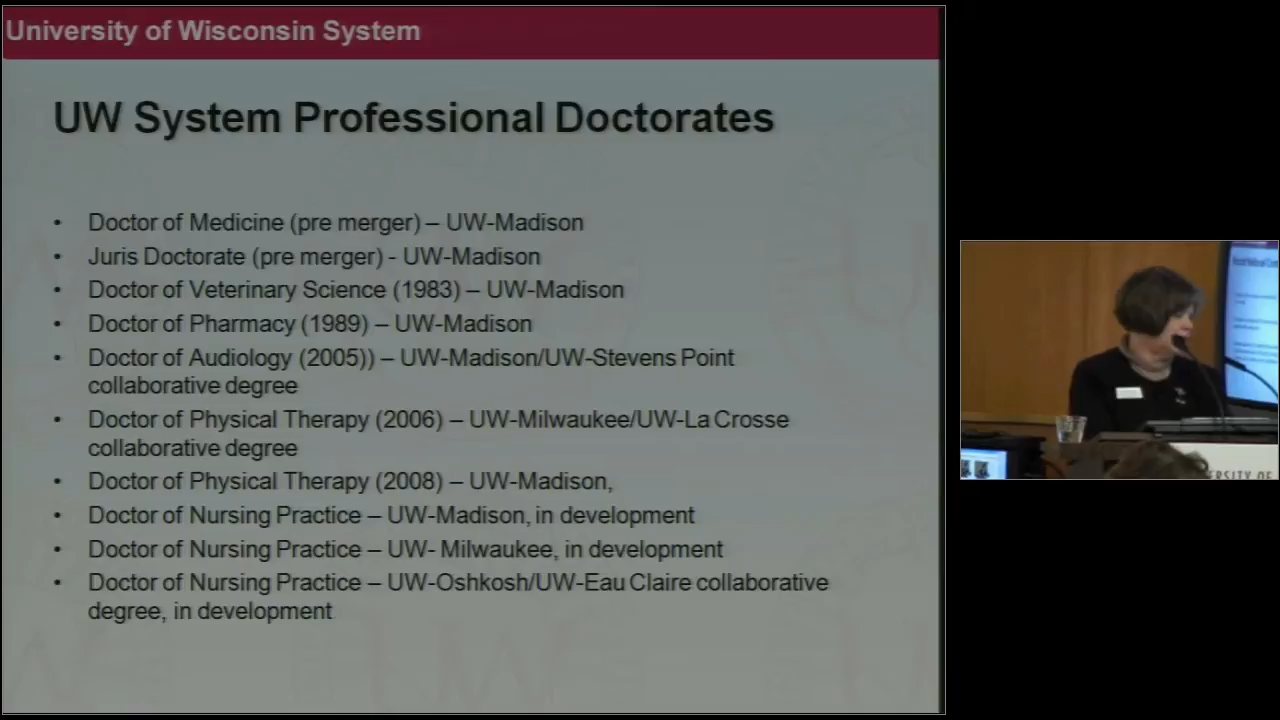 University of Wisconsin System
UW System Professional Doctorates
• Doctor of Medicine (pre merger) – UW-Madison
• Juris Doctorate (pre merger) - UW-Madison
• Doctor of Veterinary Science (1983) – UW-Madison
• Doctor of Pharmacy (1989) – UW-Madison
• Doctor of Audiology (2005)) – UW-Madison/UW-Stevens Point
collaborative degree
• Doctor of Physical Therapy (2006) – UW-Milwaukee/UW-La Crosse
collaborative degree
• Doctor of Physical Therapy (2008) – UW-Madison,
• Doctor of Nursing Practice – UW-Madison, in development
• Doctor of Nursing Practice – UW- Milwaukee, in development
• Doctor of Nursing Practice – UW-Oshkosh/UW-Eau Claire collaborative
degree, in development